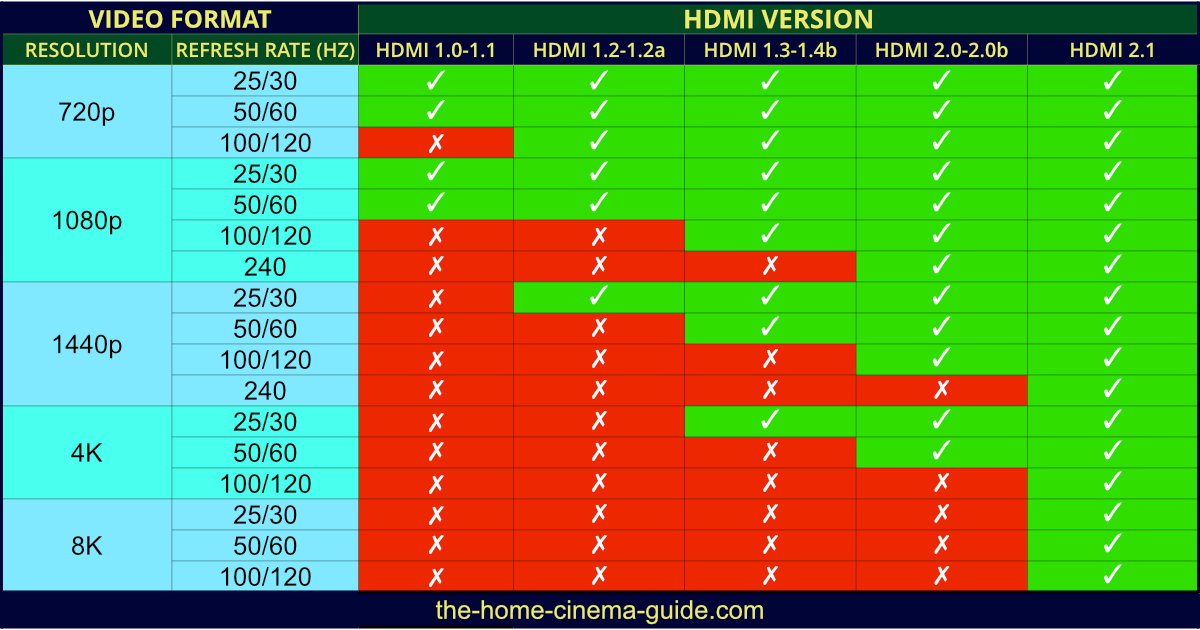 VIDEO FORMAT HDMI VERSION
RESOLUTION REFRESH RATE (HZ) HDMI 1.0-1.1 HDMI 1.2-1.2a HDMI 1.3-1.4b HDMI 2.0-2.0b HDMI 2.1
720p 25/30 ✓ ✓ ✓ ✓ ✓
50/60 ✓ ✓ ✓ ✓ ✓
100/120 ✗ ✓ ✓ ✓ ✓
1080p 25/30 ✓ ✓ ✓ ✓ ✓
50/60 ✓ ✓ ✓ ✓ ✓
100/120 ✗ ✗ ✓ ✓ ✓
240 ✗ ✗ ✗ ✓ ✓
1440p 25/30 ✗ ✓ ✓ ✓ ✓
50/60 ✗ ✗ ✓ ✓ ✓
100/120 ✗ ✗ ✗ ✓ ✓
240 ✗ ✗ ✗ ✗ ✓
4K 25/30 ✗ ✗ ✓ ✓ ✓
50/60 ✗ ✗ ✗ ✓ ✓
100/120 ✗ ✗ ✗ ✗ ✓
8K 25/30 ✗ ✗ ✗ ✗ ✓
50/60 ✗ ✗ ✗ ✗ ✓
100/120 ✗ ✗ ✗ ✗ ✓
the-home-cinema-guide.com